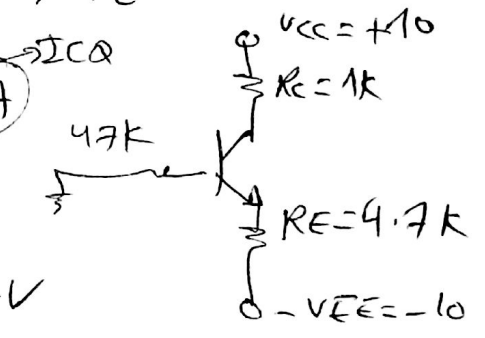 VCC = +10
→ICQ
RC=1K
47K
RE=4.7K
-VEE=-10